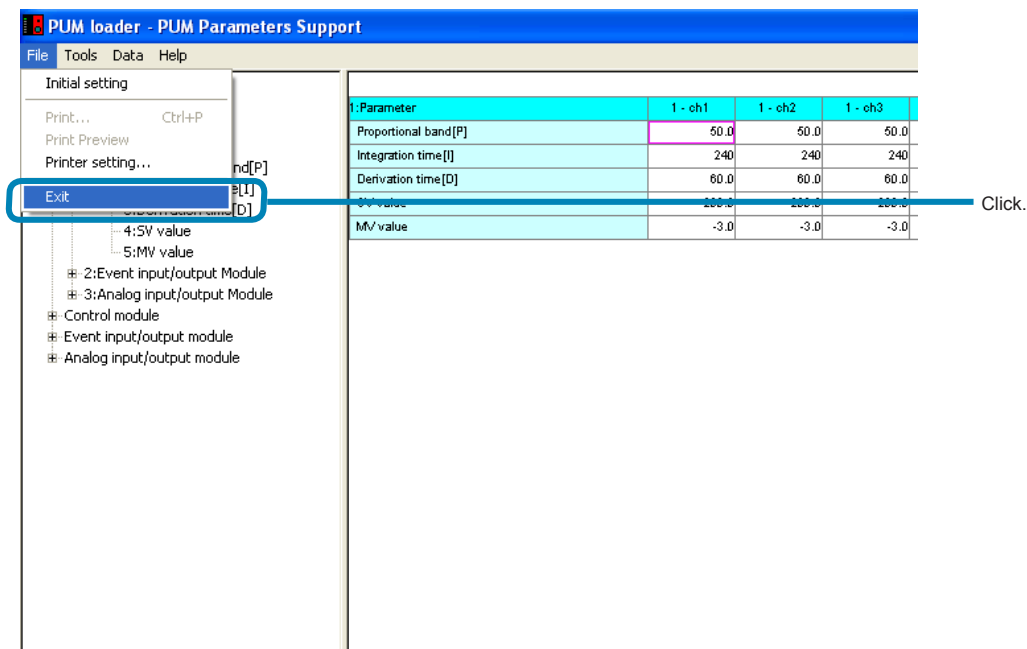 PUM loader - PUM Parameters Support
File Tools Data Help
Initial setting
Print... Ctrl+P
Print Preview
Printer setting...
Exit
nd[P]
e[I]
[D]
4:SV value
5:MV value
2:Event input/output Module
3:Analog input/output Module
Control module
Event input/output module
Analog input/output module
1:Parameter 1 - ch1 1 - ch2 1 - ch3
Proportional band[P] 50.0 50.0 50.0
Integration time[I] 240 240 240
Derivation time[D] 60.0 60.0 60.0
MV value -3.0 -3.0 -3.0
Click.